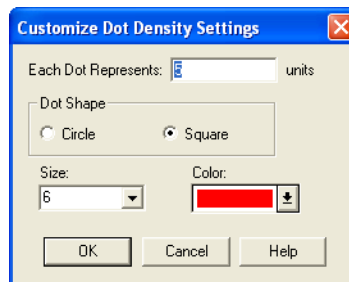 Customize Dot Density Settings
Each Dot Represents: 5 units
Dot Shape
Circle Square
Size: Color:
6
OK Cancel Help